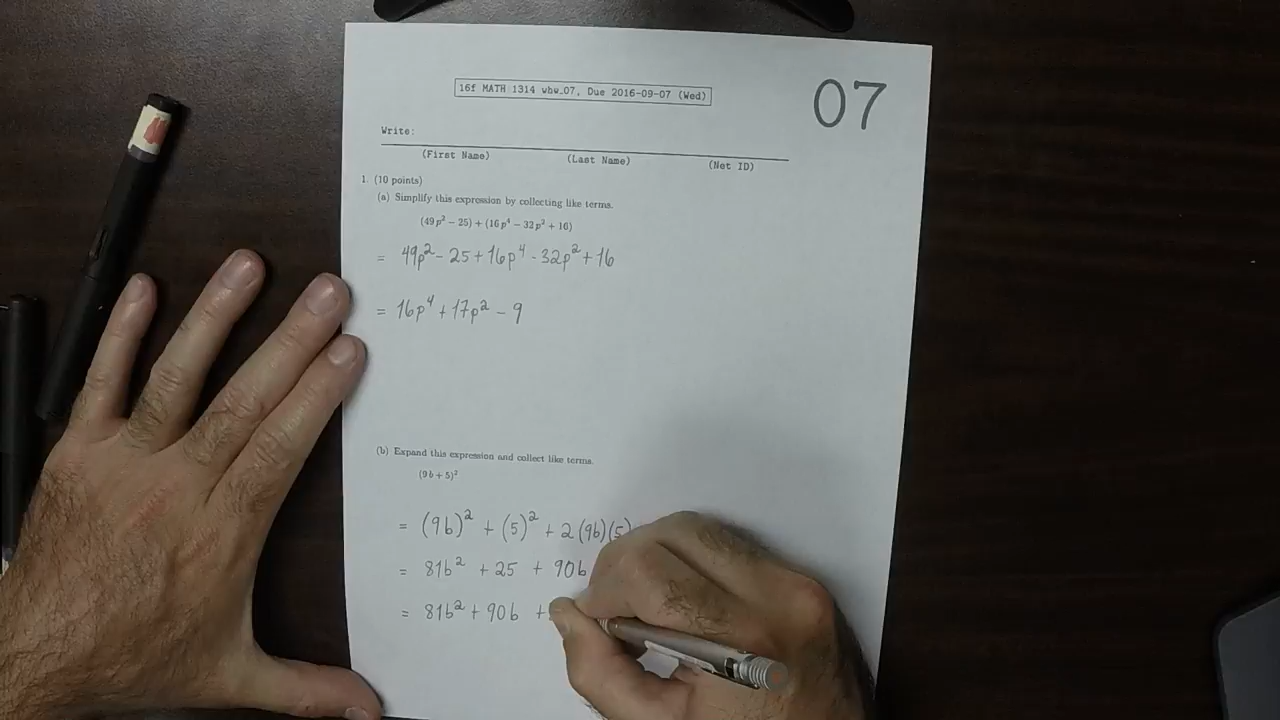 16f MATH 1314 wbw_07, Due 2016-09-07 (Wed)
07
Write:
(First Name) (Last Name) (Net ID)
1. (10 points)
(a) Simplify this expression by collecting like terms.
(49p² − 25) + (16p⁴ − 32p² + 16)
= 49p² - 25 + 16p⁴ - 32p² + 16
= 16p⁴ + 17p² - 9
(b) Expand this expression and collect like terms.
(9b + 5)²
= (9b)² + (5)² + 2(9b)(5)
= 81b² + 25 + 90b
= 81b² + 90b +